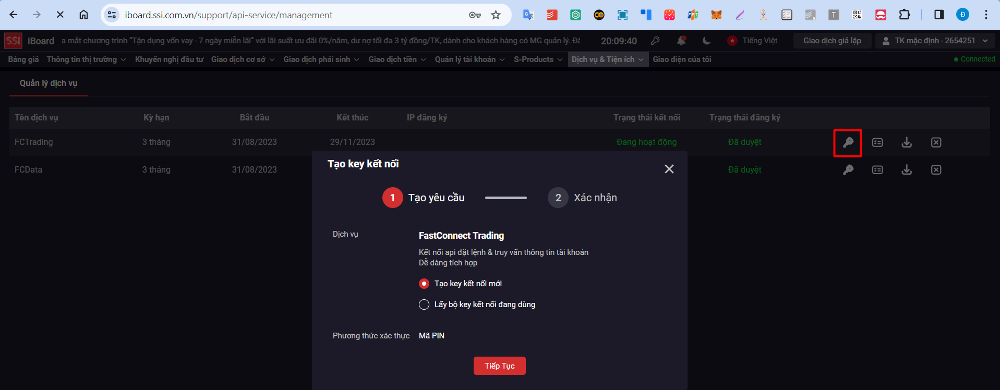 iboard.ssi.com.vn/support/api-service/management
SSI iBoard a mắt chương trình “Tận dụng vốn vay - 7 ngày miễn lãi” với lãi suất ưu đãi 0%/năm, dư nợ tối đa 3 tỷ đồng/TK, dành cho khách hàng có MG quản lý. Đă 20:09:40 Tiếng Việt Giao dịch giả lập TK mặc định - 2654251
Bảng giá Thông tin thị trường Khuyến nghị đầu tư Giao dịch cơ sở Giao dịch phái sinh Giao dịch tiền Quản lý tài khoản S-Products Dịch vụ & Tiện ích Giao diện của tôi Connected
Quản lý dịch vụ
Tên dịch vụ Kỳ hạn Bắt đầu Kết thúc IP đăng ký Trạng thái kết nối Trạng thái đăng ký
FCTrading 3 tháng 31/08/2023 29/11/2023 Đang hoạt động Đã duyệt
FCData 3 tháng 31/08/2023 Đã duyệt
Tạo key kết nối
1 Tạo yêu cầu 2 Xác nhận
Dịch vụ FastConnect Trading
Kết nối api đặt lệnh & truy vấn thông tin tài khoản
Dễ dàng tích hợp
Tạo key kết nối mới
Lấy bộ key kết nối đang dùng
Phương thức xác thực Mã PIN
Tiếp Tục